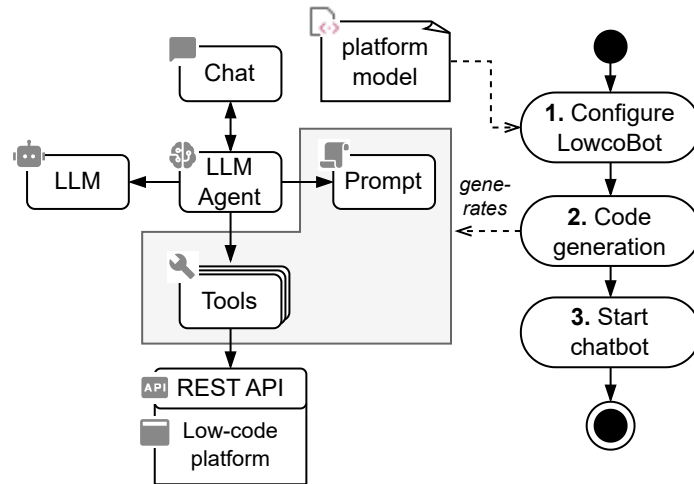 platform
model
Chat
1. Configure
LowcoBot
LLM
LLM
Agent
Prompt
gene-
rates
2. Code
generation
Tools
3. Start
chatbot
API
REST API
Low-code
platform